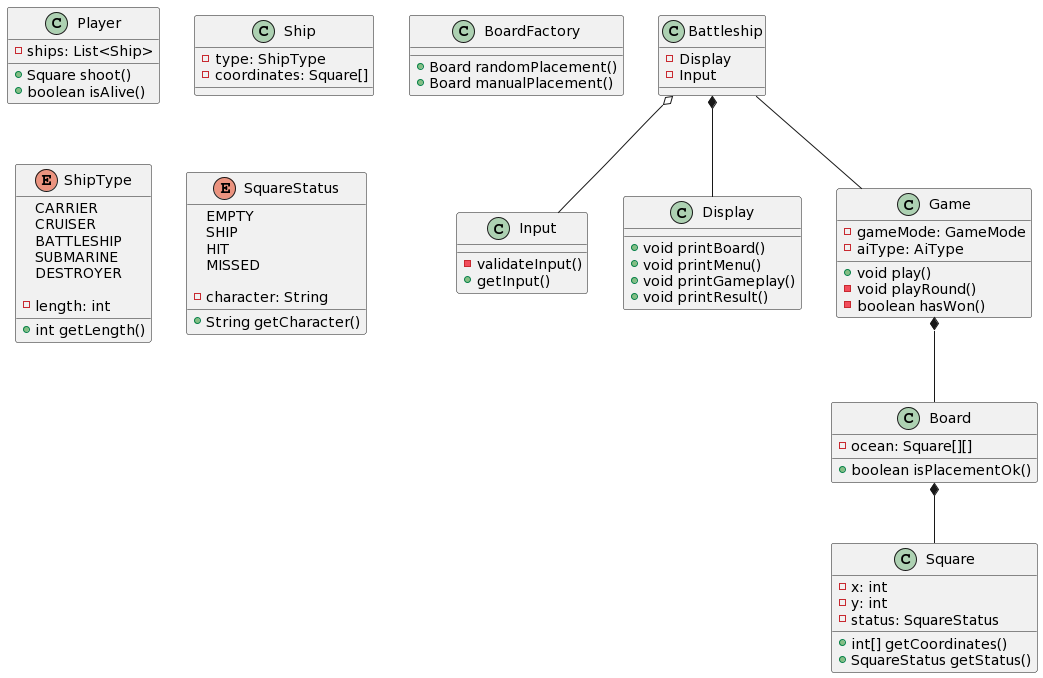 C Player
ships: List<Ship>
Square shoot()
boolean isAlive()
C Ship
type: ShipType
coordinates: Square[]
C BoardFactory
Board randomPlacement()
Board manualPlacement()
C Battleship
Display
Input
E ShipType
CARRIER
CRUISER
BATTLESHIP
SUBMARINE
DESTROYER
length: int
int getLength()
E SquareStatus
EMPTY
SHIP
HIT
MISSED
character: String
String getCharacter()
C Input
validateInput()
getInput()
C Display
void printBoard()
void printMenu()
void printGameplay()
void printResult()
C Game
gameMode: GameMode
aiType: AiType
void play()
void playRound()
boolean hasWon()
C Board
ocean: Square[][]
boolean isPlacementOk()
C Square
x: int
y: int
status: SquareStatus
int[] getCoordinates()
SquareStatus getStatus()